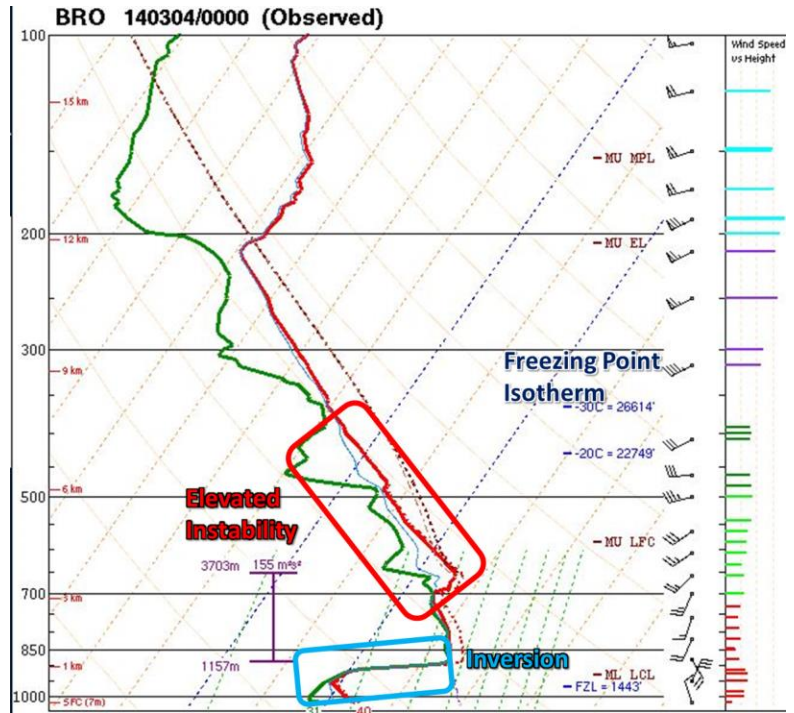 BRO 140304/0000 (Observed)
100
Wind Speed
vs Height
15 km
MU MPL
200
12 km
MU EL
300
Freezing Point
Isotherm
9 km
-30C = 26614'
-20C = 22749'
6 km
500
Elevated
Instability
MU LFC
3703m 155 m²s²
700
3 km
850
Inversion
1157m
1 km
ML LCL
FZL = 1443'
1000
SFC (7m)
31 40